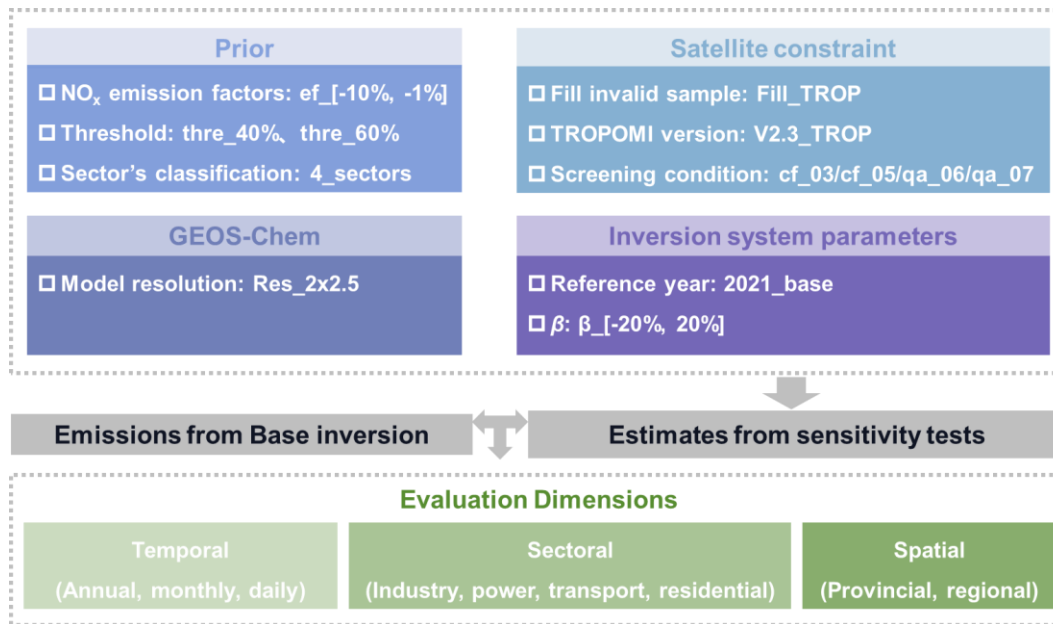 Prior
□ NOx emission factors: ef_[-10%, -1%]
□ Threshold: thre_40%、thre_60%
□ Sector's classification: 4_sectors
Satellite constraint
□ Fill invalid sample: Fill_TROP
□ TROPOMI version: V2.3_TROP
□ Screening condition: cf_03/cf_05/qa_06/qa_07
GEOS-Chem
□ Model resolution: Res_2x2.5
Inversion system parameters
□ Reference year: 2021_base
□ β: β_[-20%, 20%]
Emissions from Base inversion
Estimates from sensitivity tests
Evaluation Dimensions
Temporal
(Annual, monthly, daily)
Sectoral
(Industry, power, transport, residential)
Spatial
(Provincial, regional)